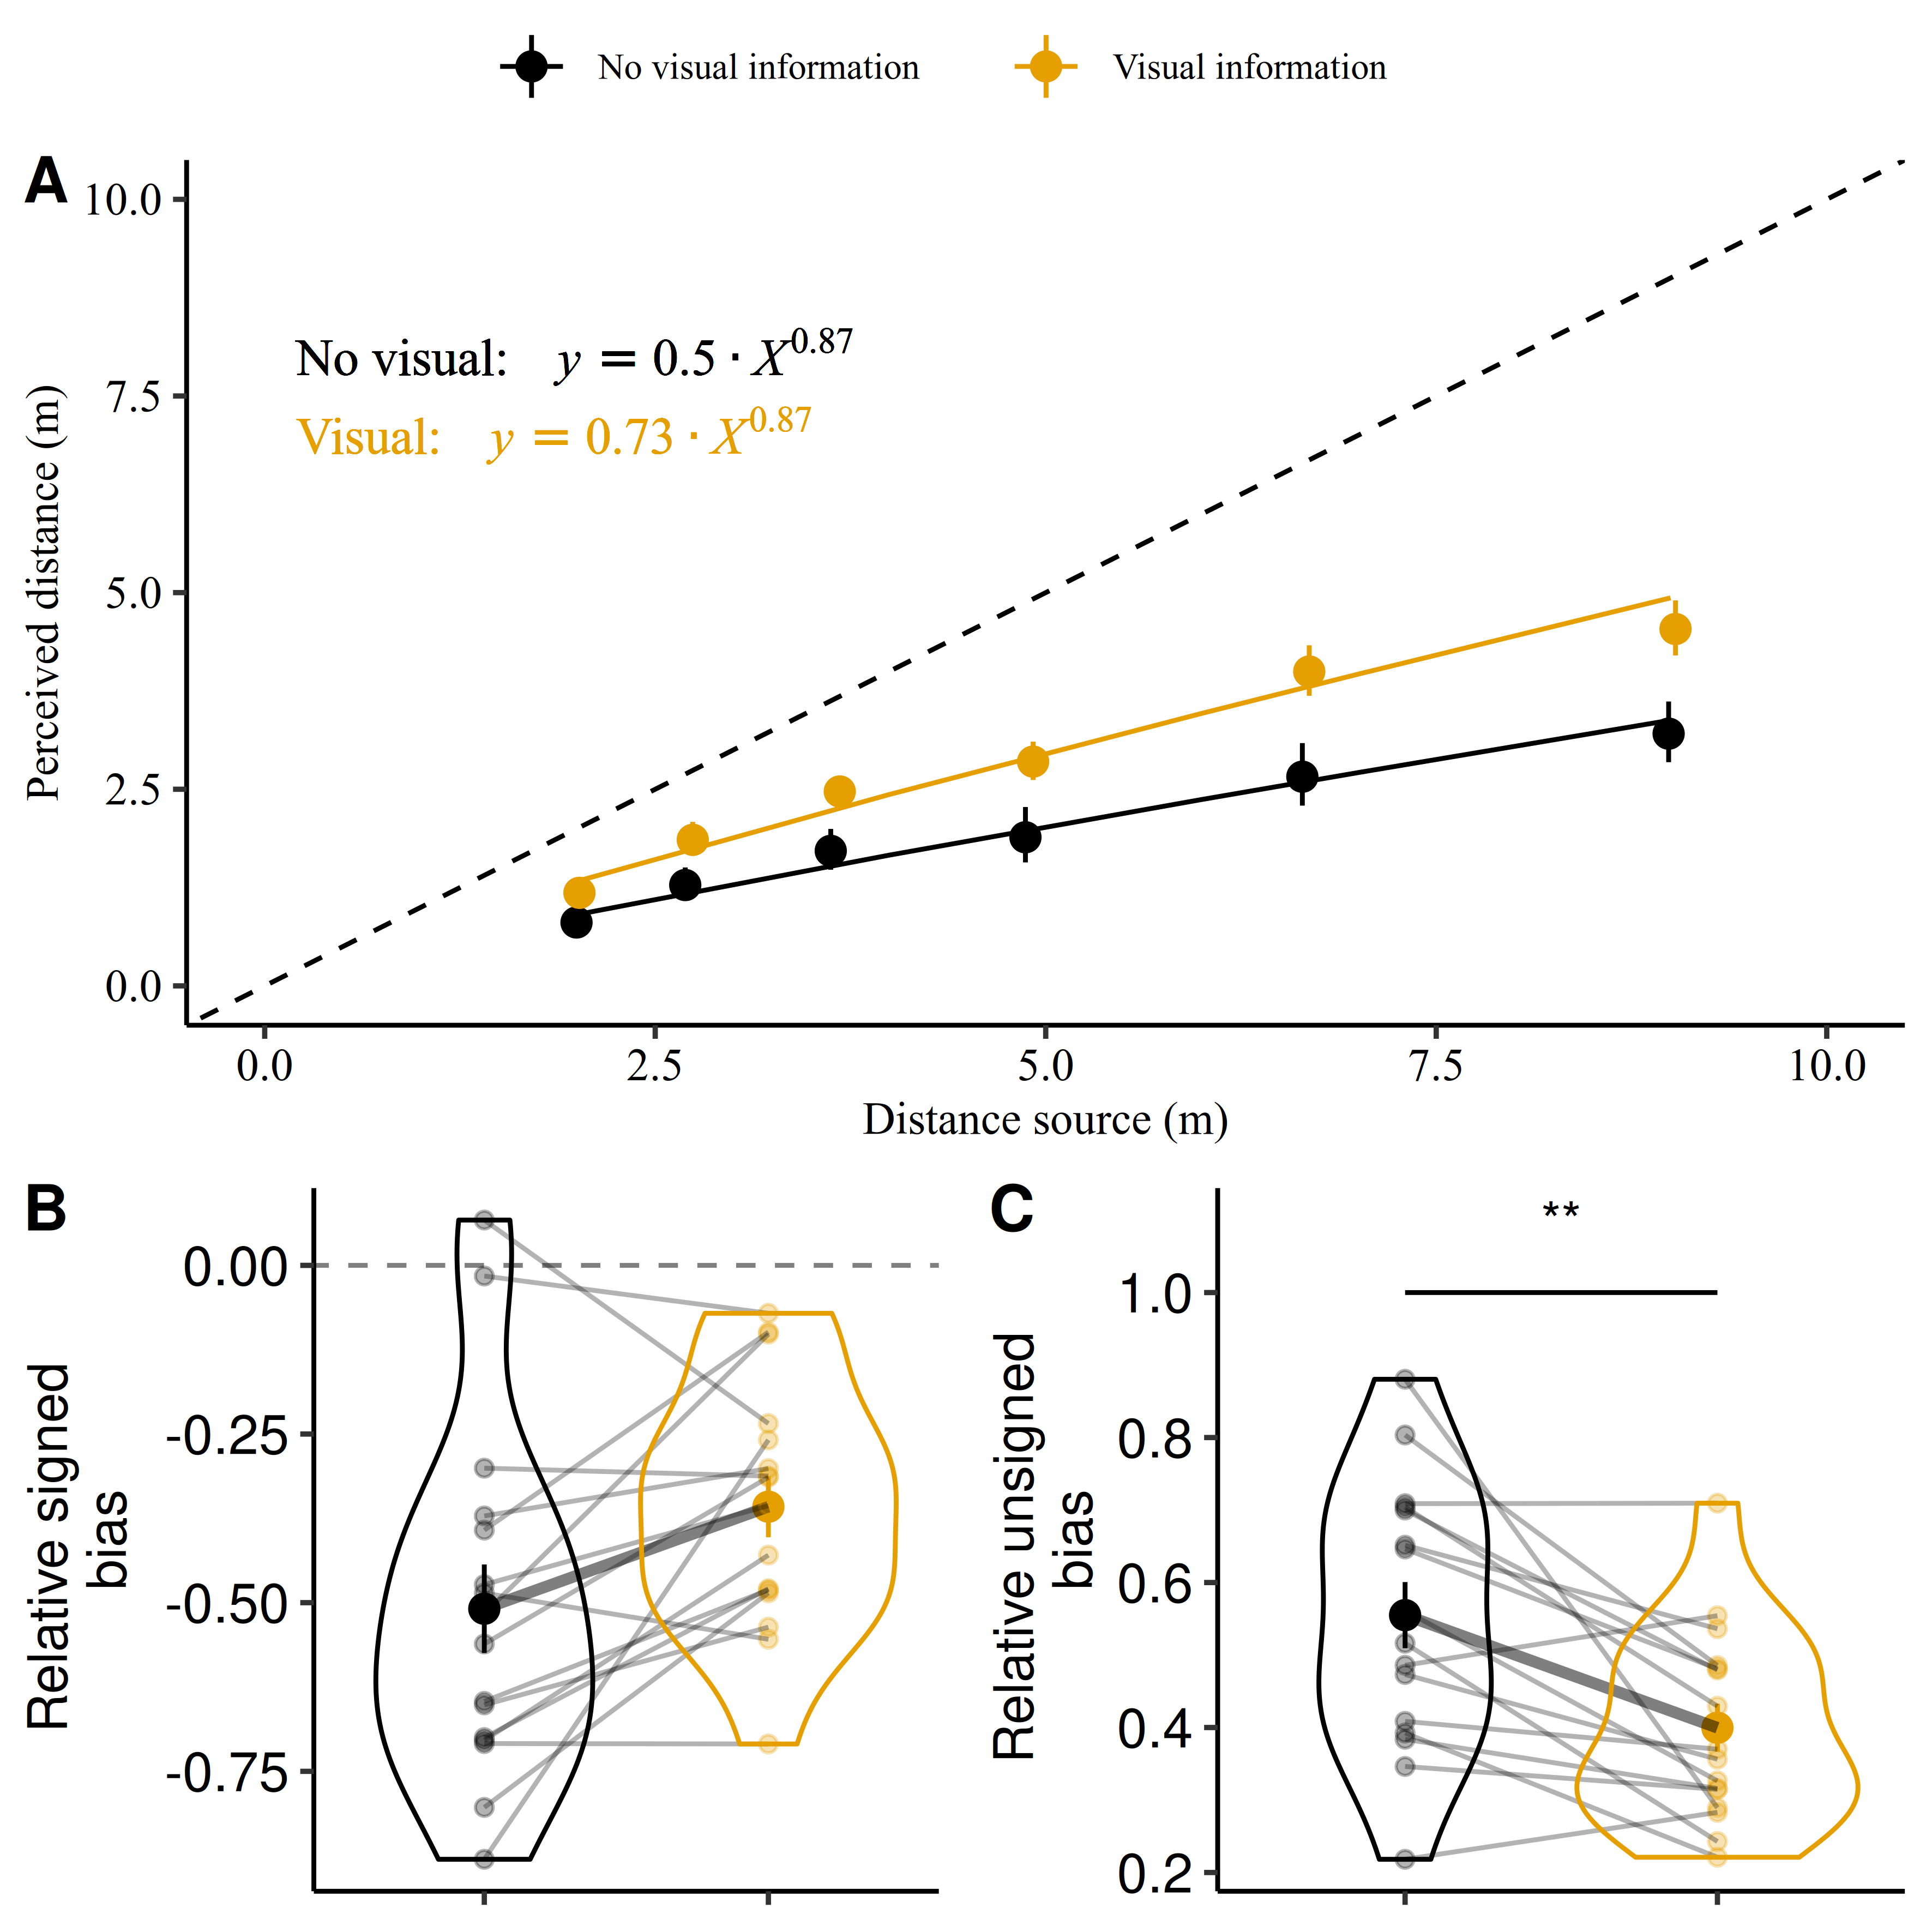 No visual information
Visual information
A
10.0
7.5
5.0
2.5
0.0
Perceived distance (m)
No visual: y = 0.5 · X^0.87
Visual: y = 0.73 · X^0.87
0.0 2.5 5.0 7.5 10.0
Distance source (m)
B
0.00
-0.25
-0.50
-0.75
Relative signed
bias
C
**
1.0
0.8
0.6
0.4
0.2
Relative unsigned
bias